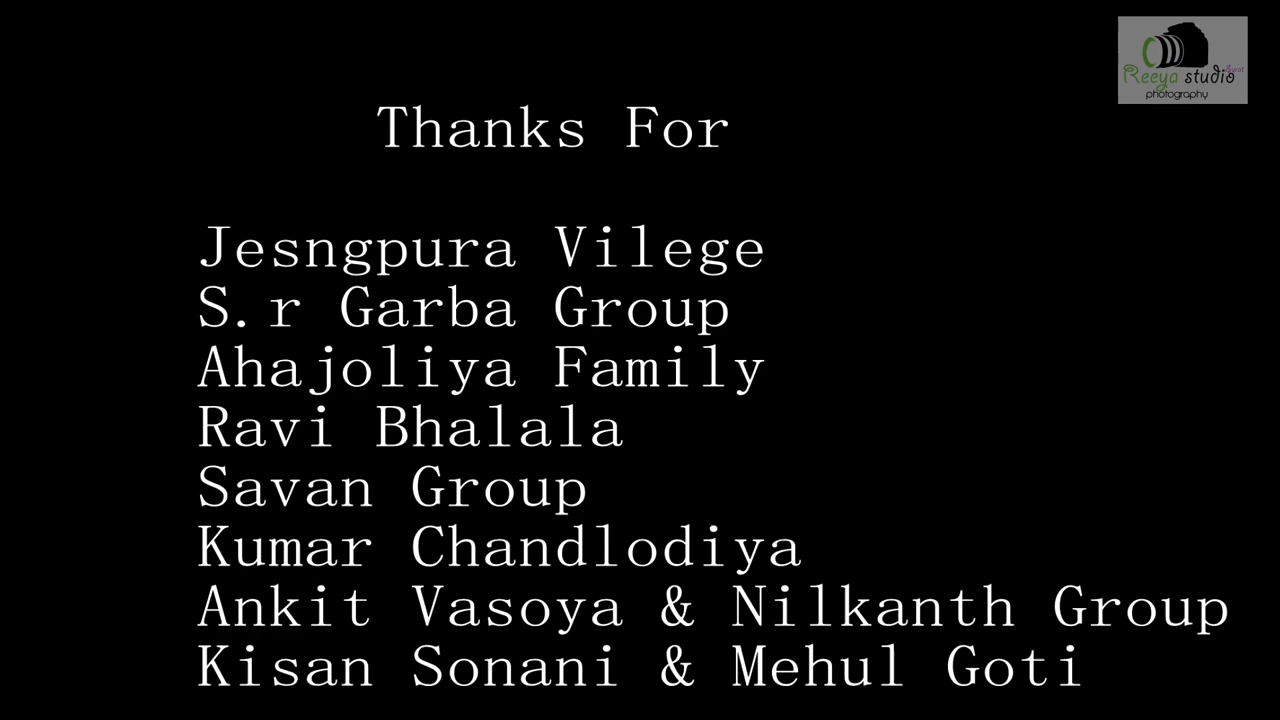 Reeya studio
Surat
photography
Thanks For
Jesngpura Vilege
S.r Garba Group
Ahajoliya Family
Ravi Bhalala
Savan Group
Kumar Chandlodiya
Ankit Vasoya & Nilkanth Group
Kisan Sonani & Mehul Goti